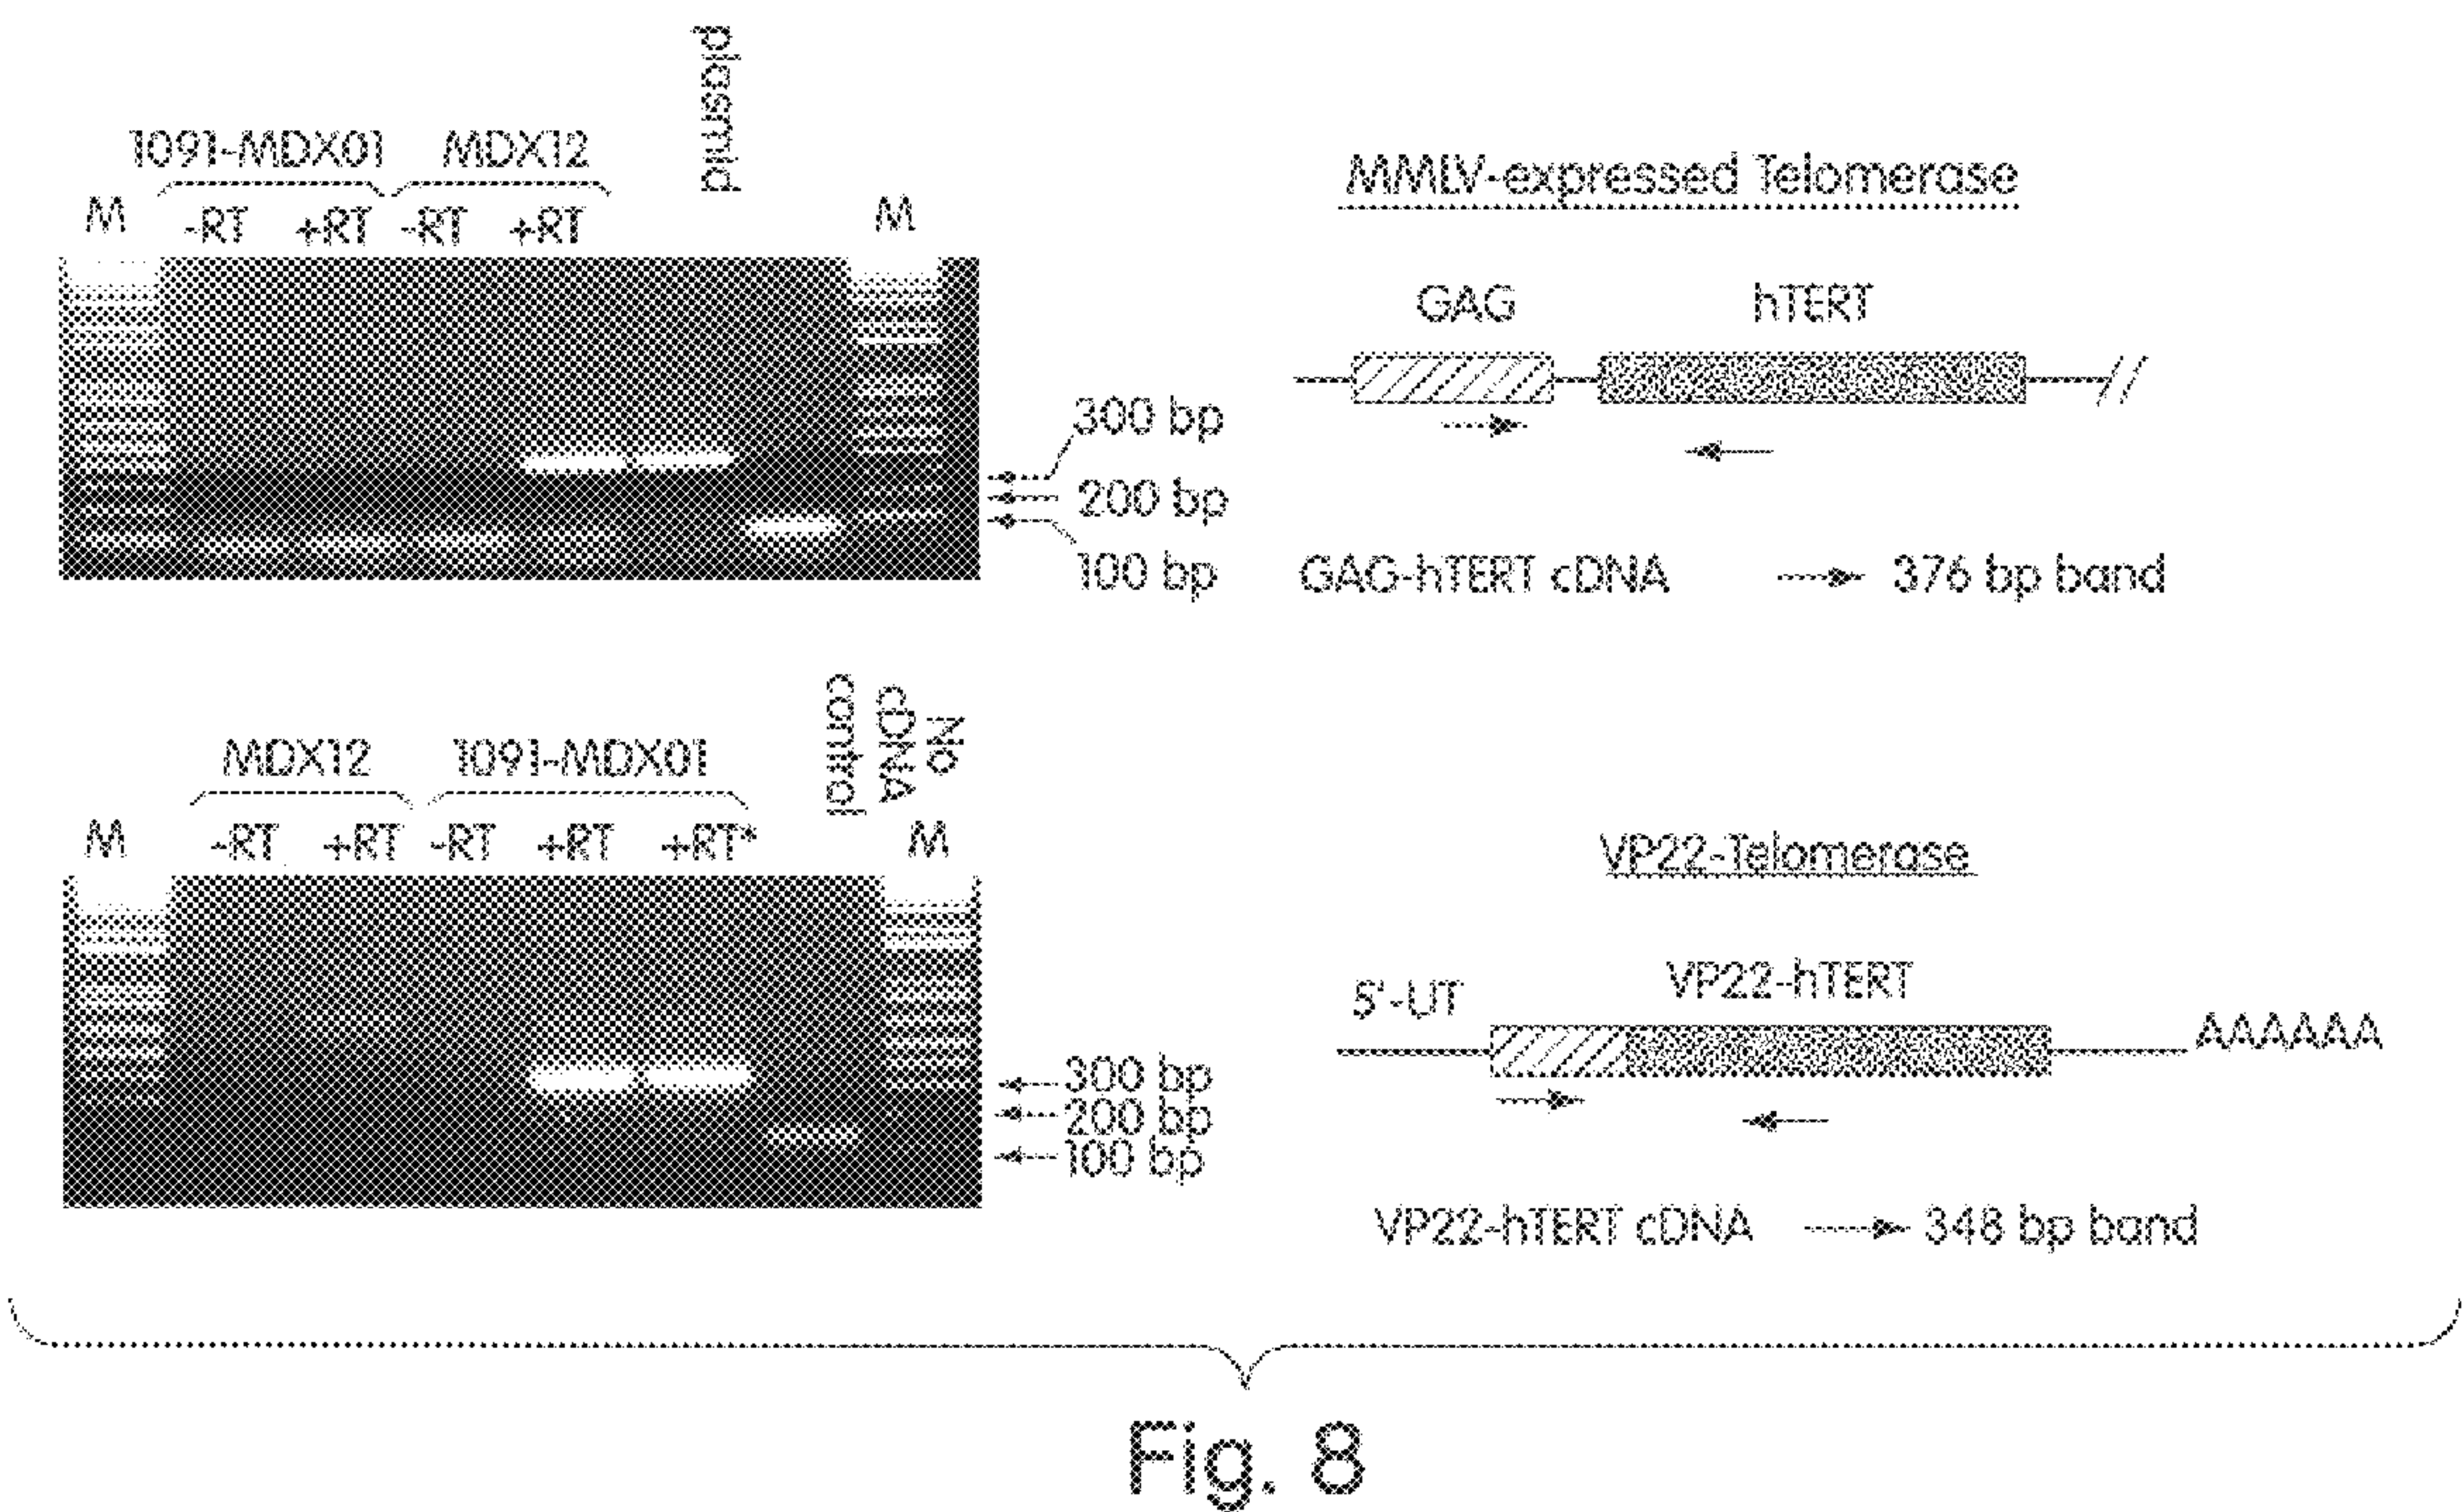 plasmid
1091-MDX01 MDX12
M -RT +RT -RT +RT M
MMLV-expressed Telomerase
GAG hTERT
300 bp
200 bp
100 bp
GAG-hTERT cDNA 376 bp band
No
cDNA
control
MDX12 1091-MDX01
M -RT +RT -RT +RT +RT* M
VP22-Telomerase
5'-UT VP22-hTERT AAAAAA
300 bp
200 bp
100 bp
VP22-hTERT cDNA 348 bp band
Fig. 8